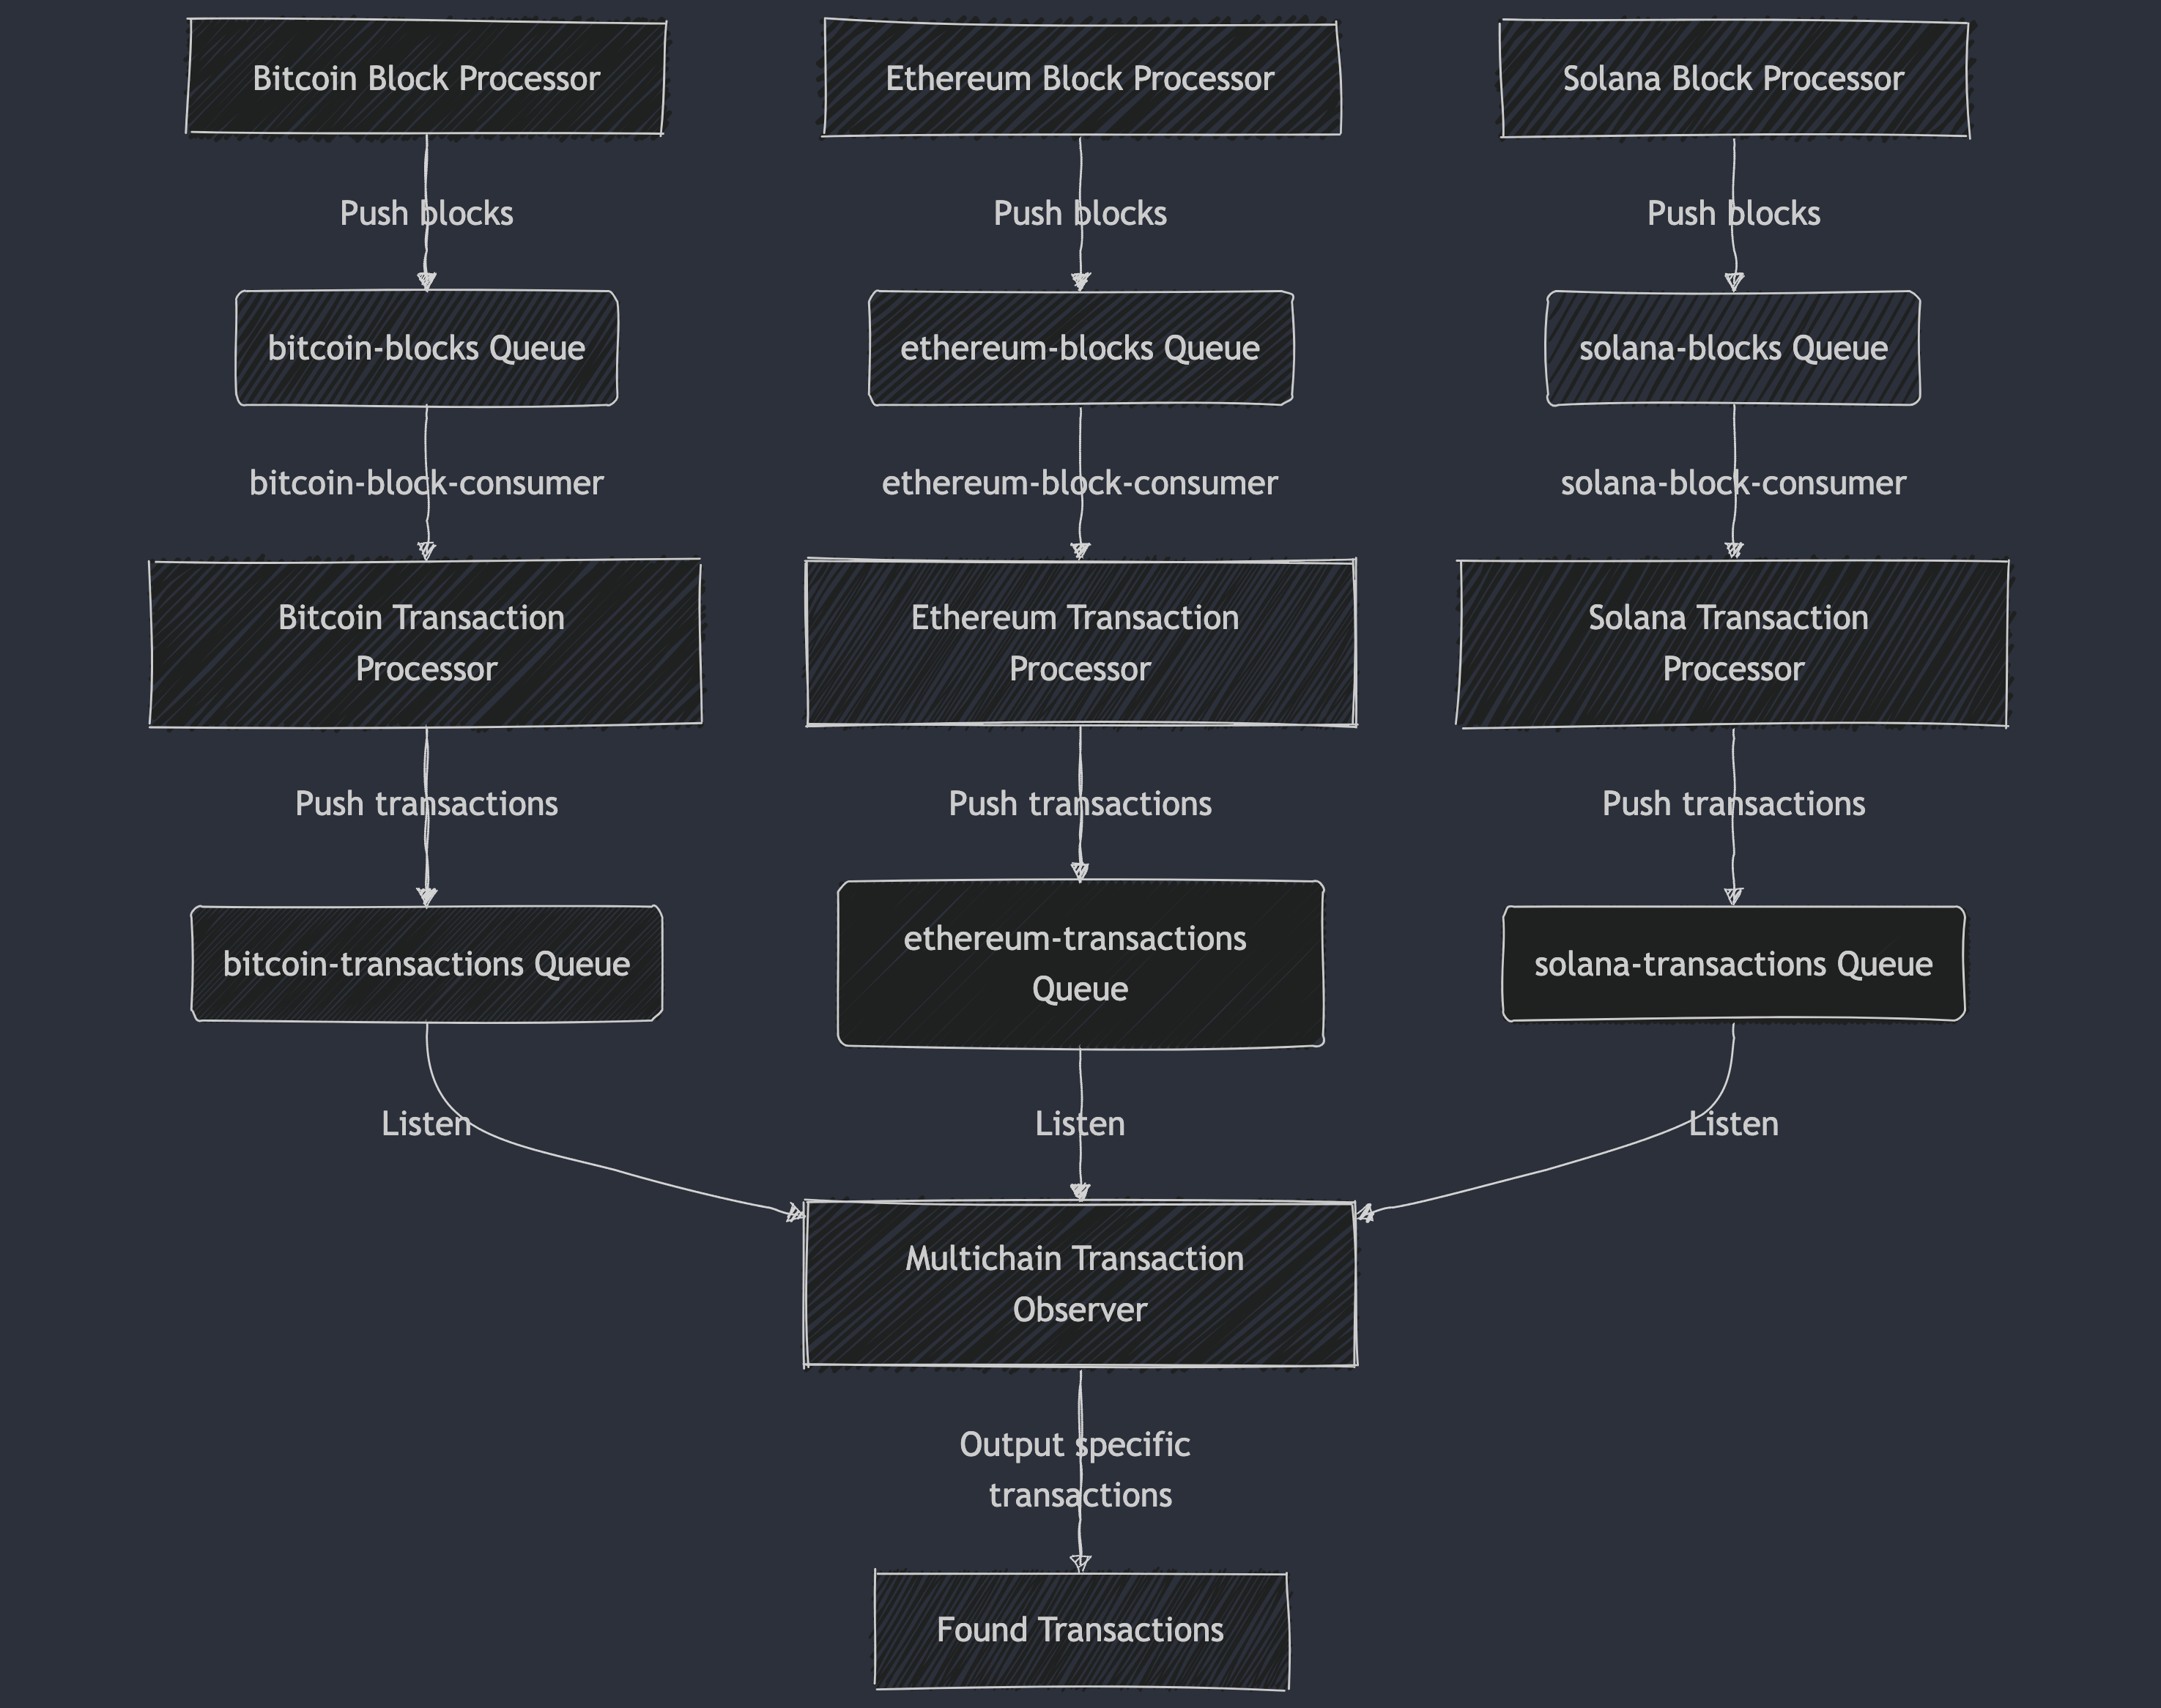 Bitcoin Block Processor
Ethereum Block Processor
Solana Block Processor
Push blocks
Push blocks
Push blocks
bitcoin-blocks Queue
ethereum-blocks Queue
solana-blocks Queue
bitcoin-block-consumer
ethereum-block-consumer
solana-block-consumer
Bitcoin Transaction
Processor
Ethereum Transaction
Processor
Solana Transaction
Processor
Push transactions
Push transactions
Push transactions
bitcoin-transactions Queue
ethereum-transactions
Queue
solana-transactions Queue
Listen
Listen
Listen
Multichain Transaction
Observer
Output specific
transactions
Found Transactions